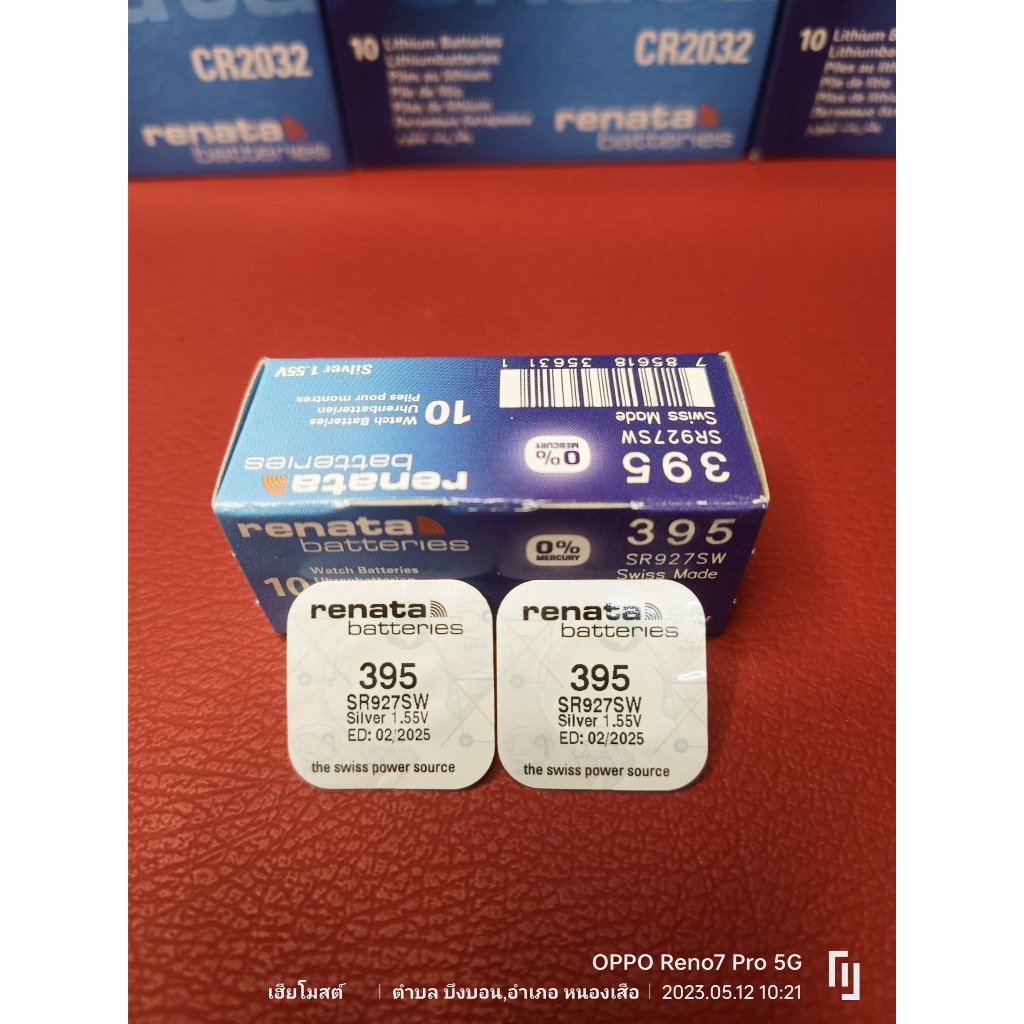 CR2032
renata
batteries
10 Lithium Batteries
Lithiumbatterien
Piles au lithium
Pile de litio
CR2032
renata
batteries
10 Lithium
7 85618 35631 1
Swiss Made
SR927SW
395
0%
MERCURY
Silver 1.55V
10
Watch Batteries
Uhrenbatterien
Piles pour montres
renata
batteries
renata
batteries
10
Watch Batteries
Uhrenbatterien
0%
MERCURY
395
SR927SW
Swiss Made
renata
batteries
395
SR927SW
Silver 1.55V
ED: 02/2025
the swiss power source
renata
batteries
395
SR927SW
Silver 1.55V
ED: 02/2025
the swiss power source
OPPO Reno7 Pro 5G
เฮียโมสต์ | ตำบล บึงบอน,อำเภอ หนองเสือ | 2023.05.12 10:21